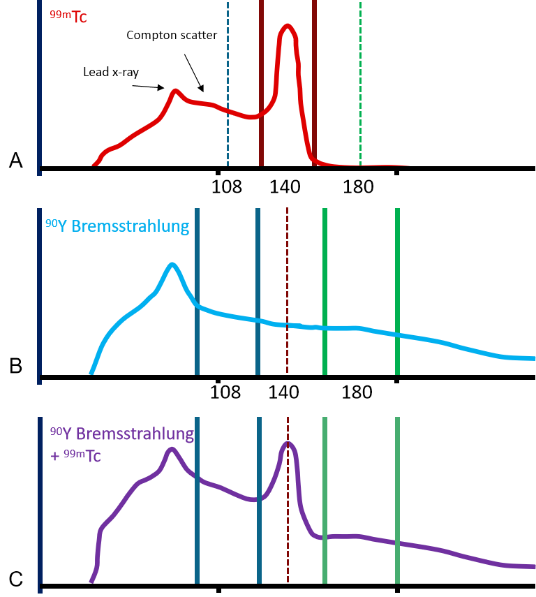 ⁹⁹ᵐTc
Compton scatter
Lead x-ray
A
108 140 180
⁹⁰Y Bremsstrahlung
B
108 140 180
⁹⁰Y Bremsstrahlung
+ ⁹⁹ᵐTc
C